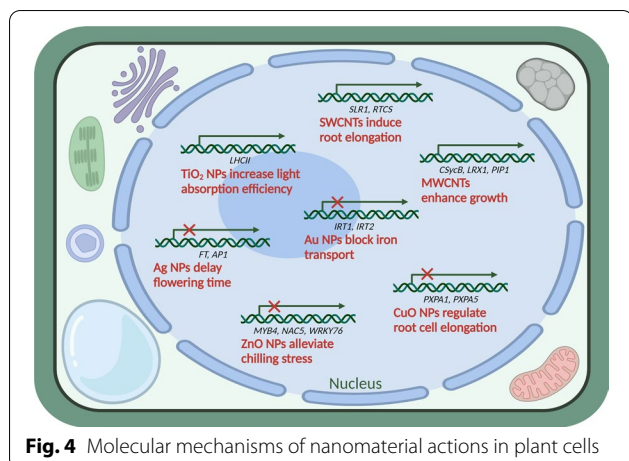 SLR1, RTCS
SWCNTs induce
root elongation
LHCII
TiO₂ NPs increase light
absorption efficiency
CSycB, LRX1, PIP1
MWCNTs
enhance growth
IRT1, IRT2
Au NPs block iron
transport
FT, AP1
Ag NPs delay
flowering time
PXPA1, PXPA5
CuO NPs regulate
root cell elongation
MYB4, NAC5, WRKY76
ZnO NPs alleviate
chilling stress
Nucleus
Fig. 4 Molecular mechanisms of nanomaterial actions in plant cells